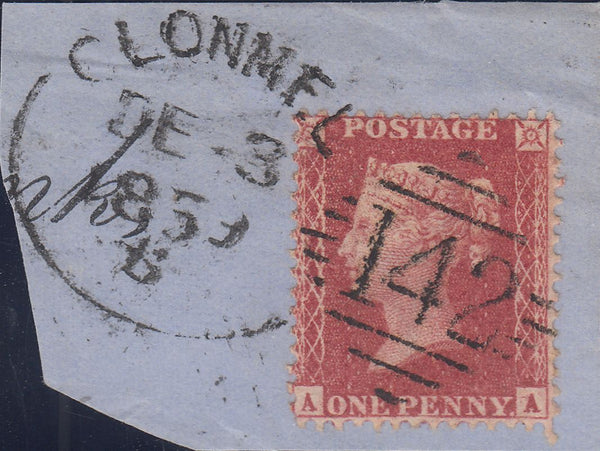 CLONMEL
DE - 3
B
POSTAGE
142
A ONE PENNY A